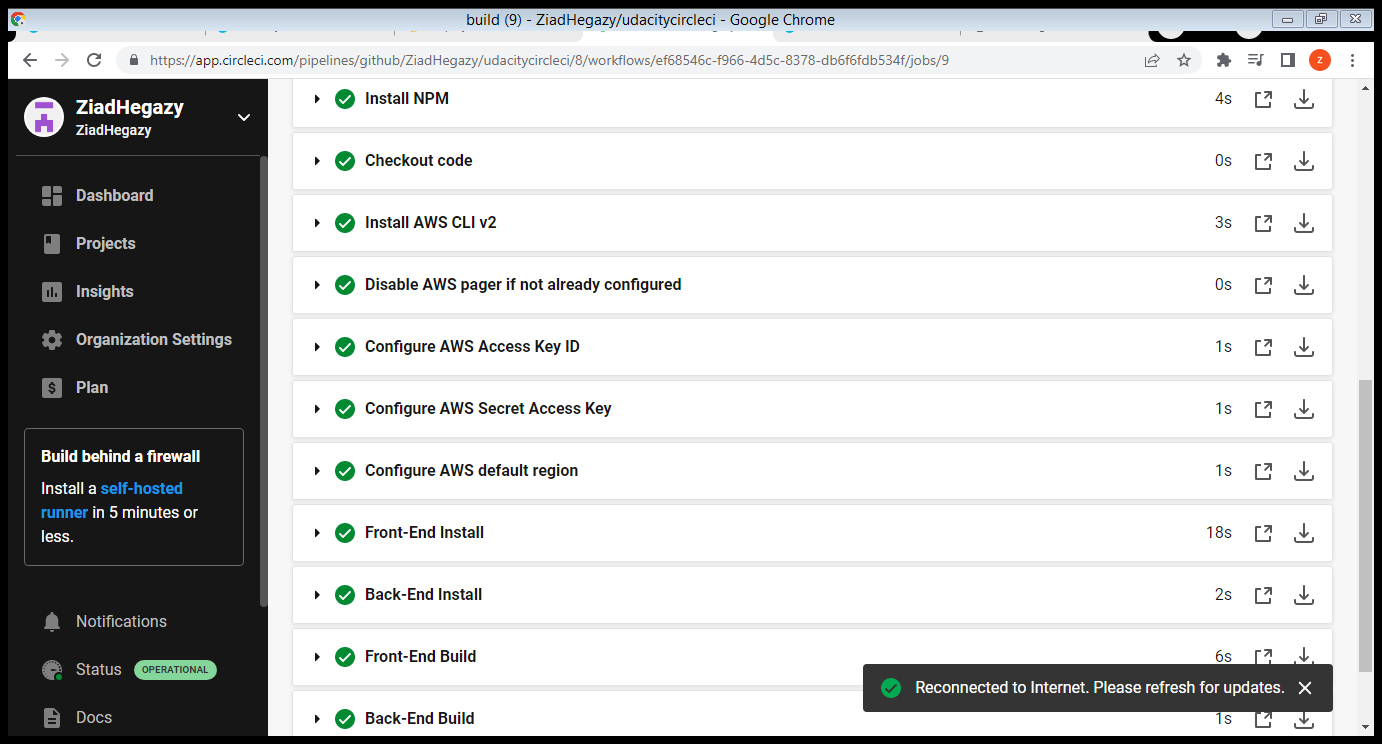 build (9) - ZiadHegazy/udacitycircleci - Google Chrome
https://app.circleci.com/pipelines/github/ZiadHegazy/udacitycircleci/8/workflows/ef68546c-f966-4d5c-8378-db6f6fdb534f/jobs/9
z
ZiadHegazy
ZiadHegazy
Dashboard
Projects
Insights
Organization Settings
Plan
Build behind a firewall
Install a self-hosted
runner in 5 minutes or
less.
Notifications
Status OPERATIONAL
Docs
Install NPM 4s
Checkout code 0s
Install AWS CLI v2 3s
Disable AWS pager if not already configured 0s
Configure AWS Access Key ID 1s
Configure AWS Secret Access Key 1s
Configure AWS default region 1s
Front-End Install 18s
Back-End Install 2s
Front-End Build 6s
Back-End Build 1s
Reconnected to Internet. Please refresh for updates.